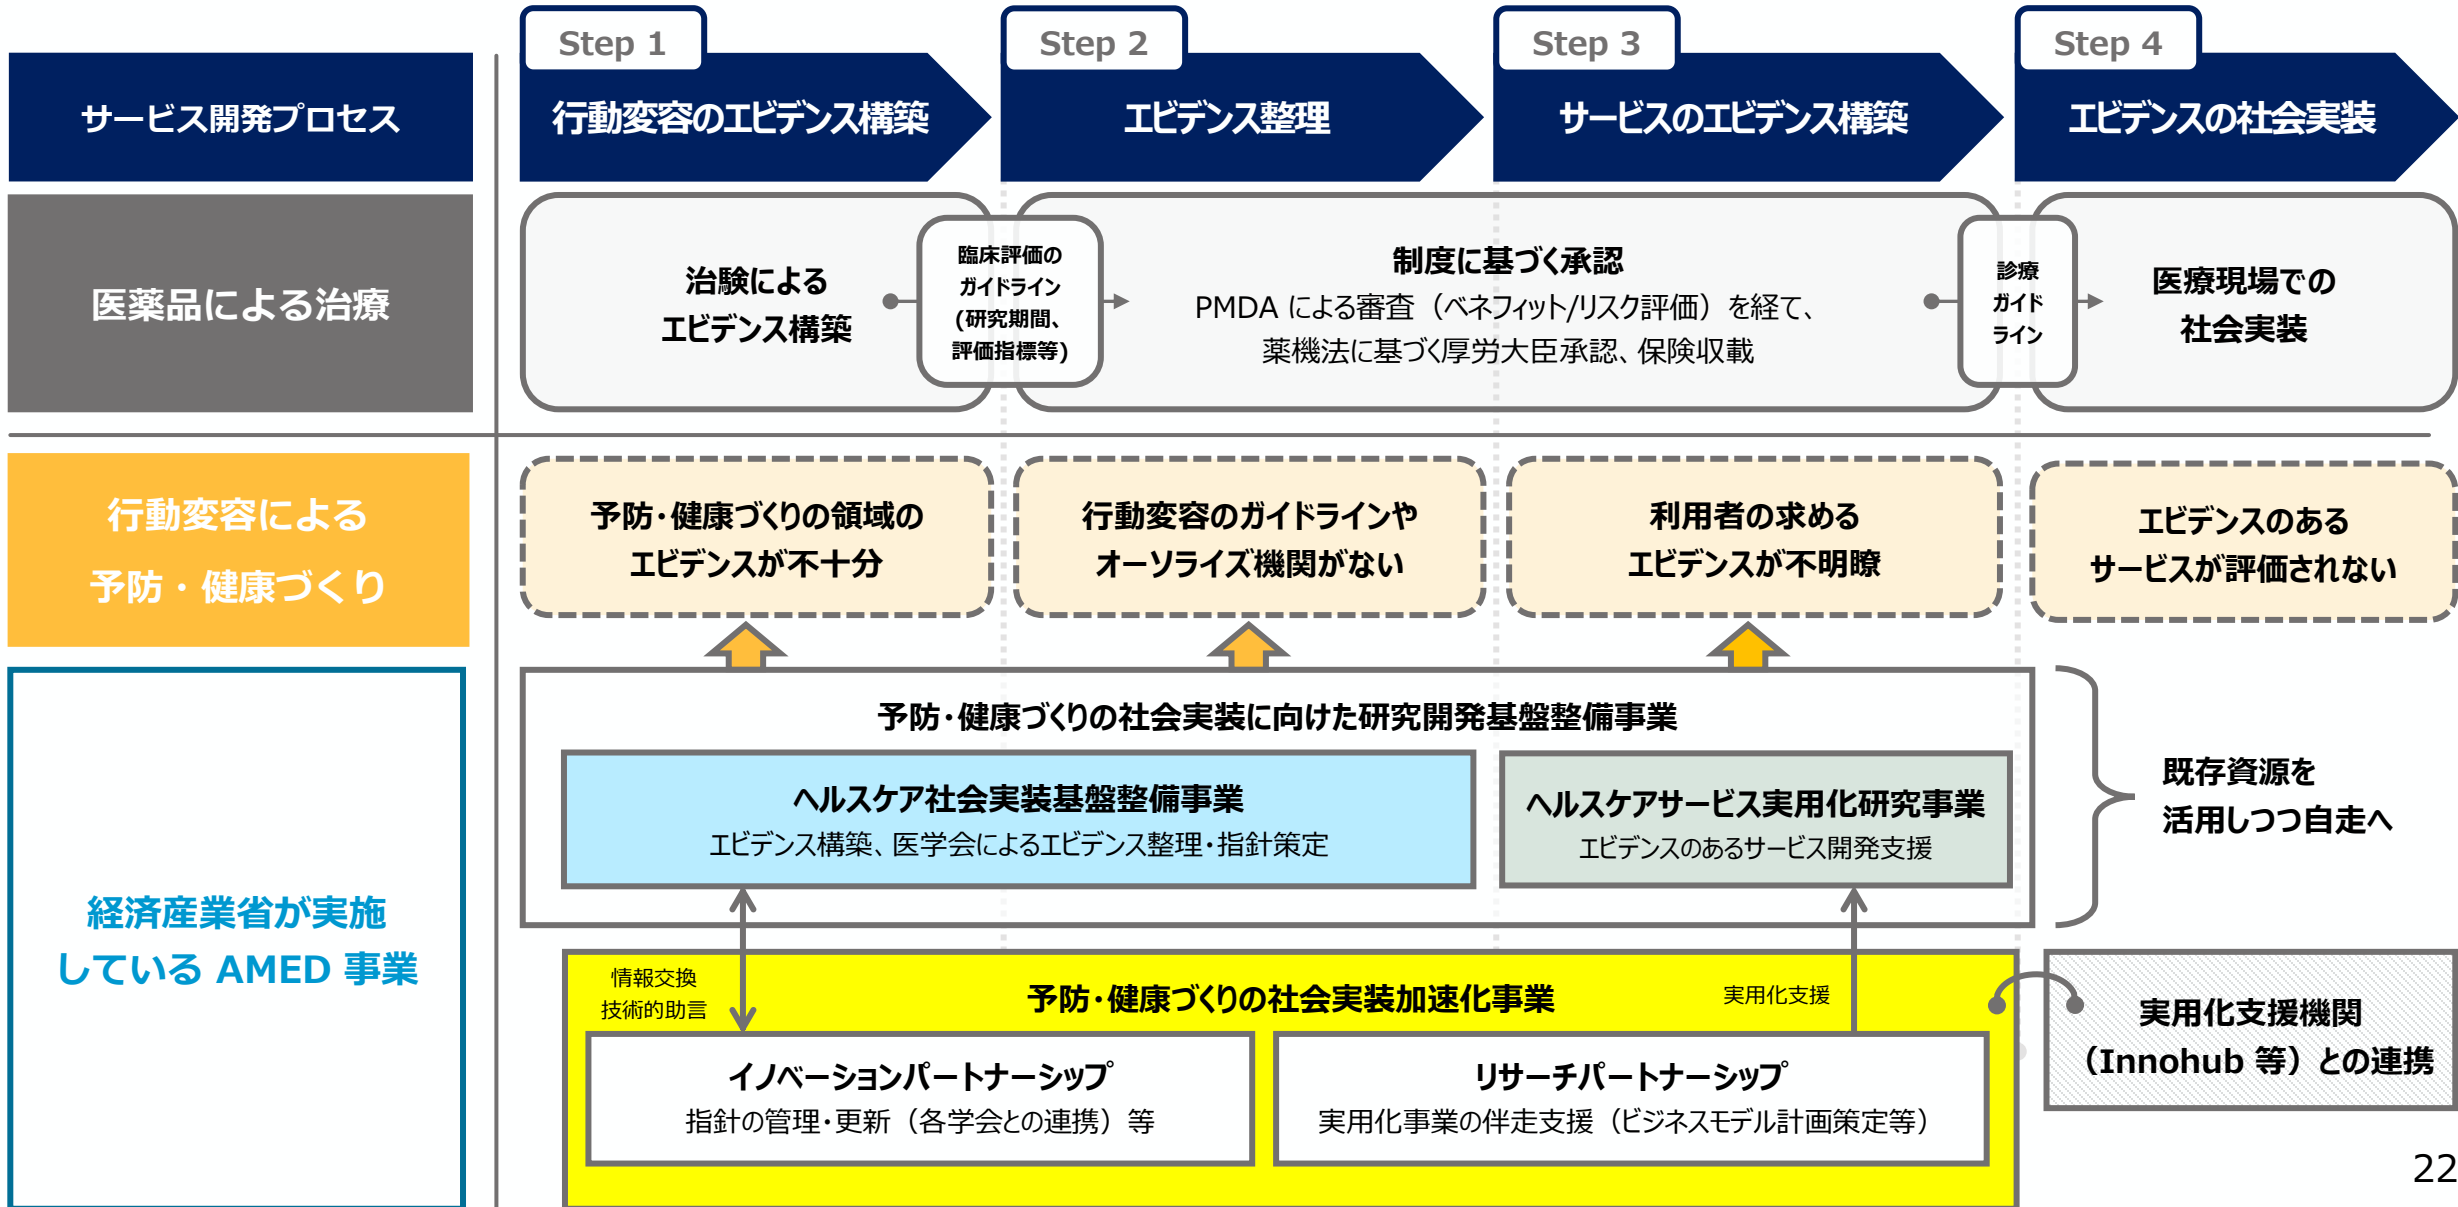 サービス開発プロセス
Step 1
行動変容のエビデンス構築
Step 2
エビデンス整理
Step 3
サービスのエビデンス構築
Step 4
エビデンスの社会実装
医薬品による治療
治験による
エビデンス構築
臨床評価の
ガイドライン
(研究期間、
評価指標等)
制度に基づく承認
PMDA による審査（ベネフィット/リスク評価）を経て、
薬機法に基づく厚労大臣承認、保険収載
診療
ガイド
ライン
医療現場での
社会実装
行動変容による
予防・健康づくり
予防・健康づくりの領域の
エビデンスが不十分
行動変容のガイドラインや
オーソライズ機関がない
利用者の求める
エビデンスが不明瞭
エビデンスのある
サービスが評価されない
経済産業省が実施
している AMED 事業
予防・健康づくりの社会実装に向けた研究開発基盤整備事業
ヘルスケア社会実装基盤整備事業
エビデンス構築、医学会によるエビデンス整理・指針策定
ヘルスケアサービス実用化研究事業
エビデンスのあるサービス開発支援
既存資源を
活用しつつ自走へ
情報交換
技術的助言
予防・健康づくりの社会実装加速化事業
実用化支援
イノベーションパートナーシップ
指針の管理・更新（各学会との連携）等
リサーチパートナーシップ
実用化事業の伴走支援（ビジネスモデル計画策定等）
実用化支援機関
（Innohub 等）との連携
22